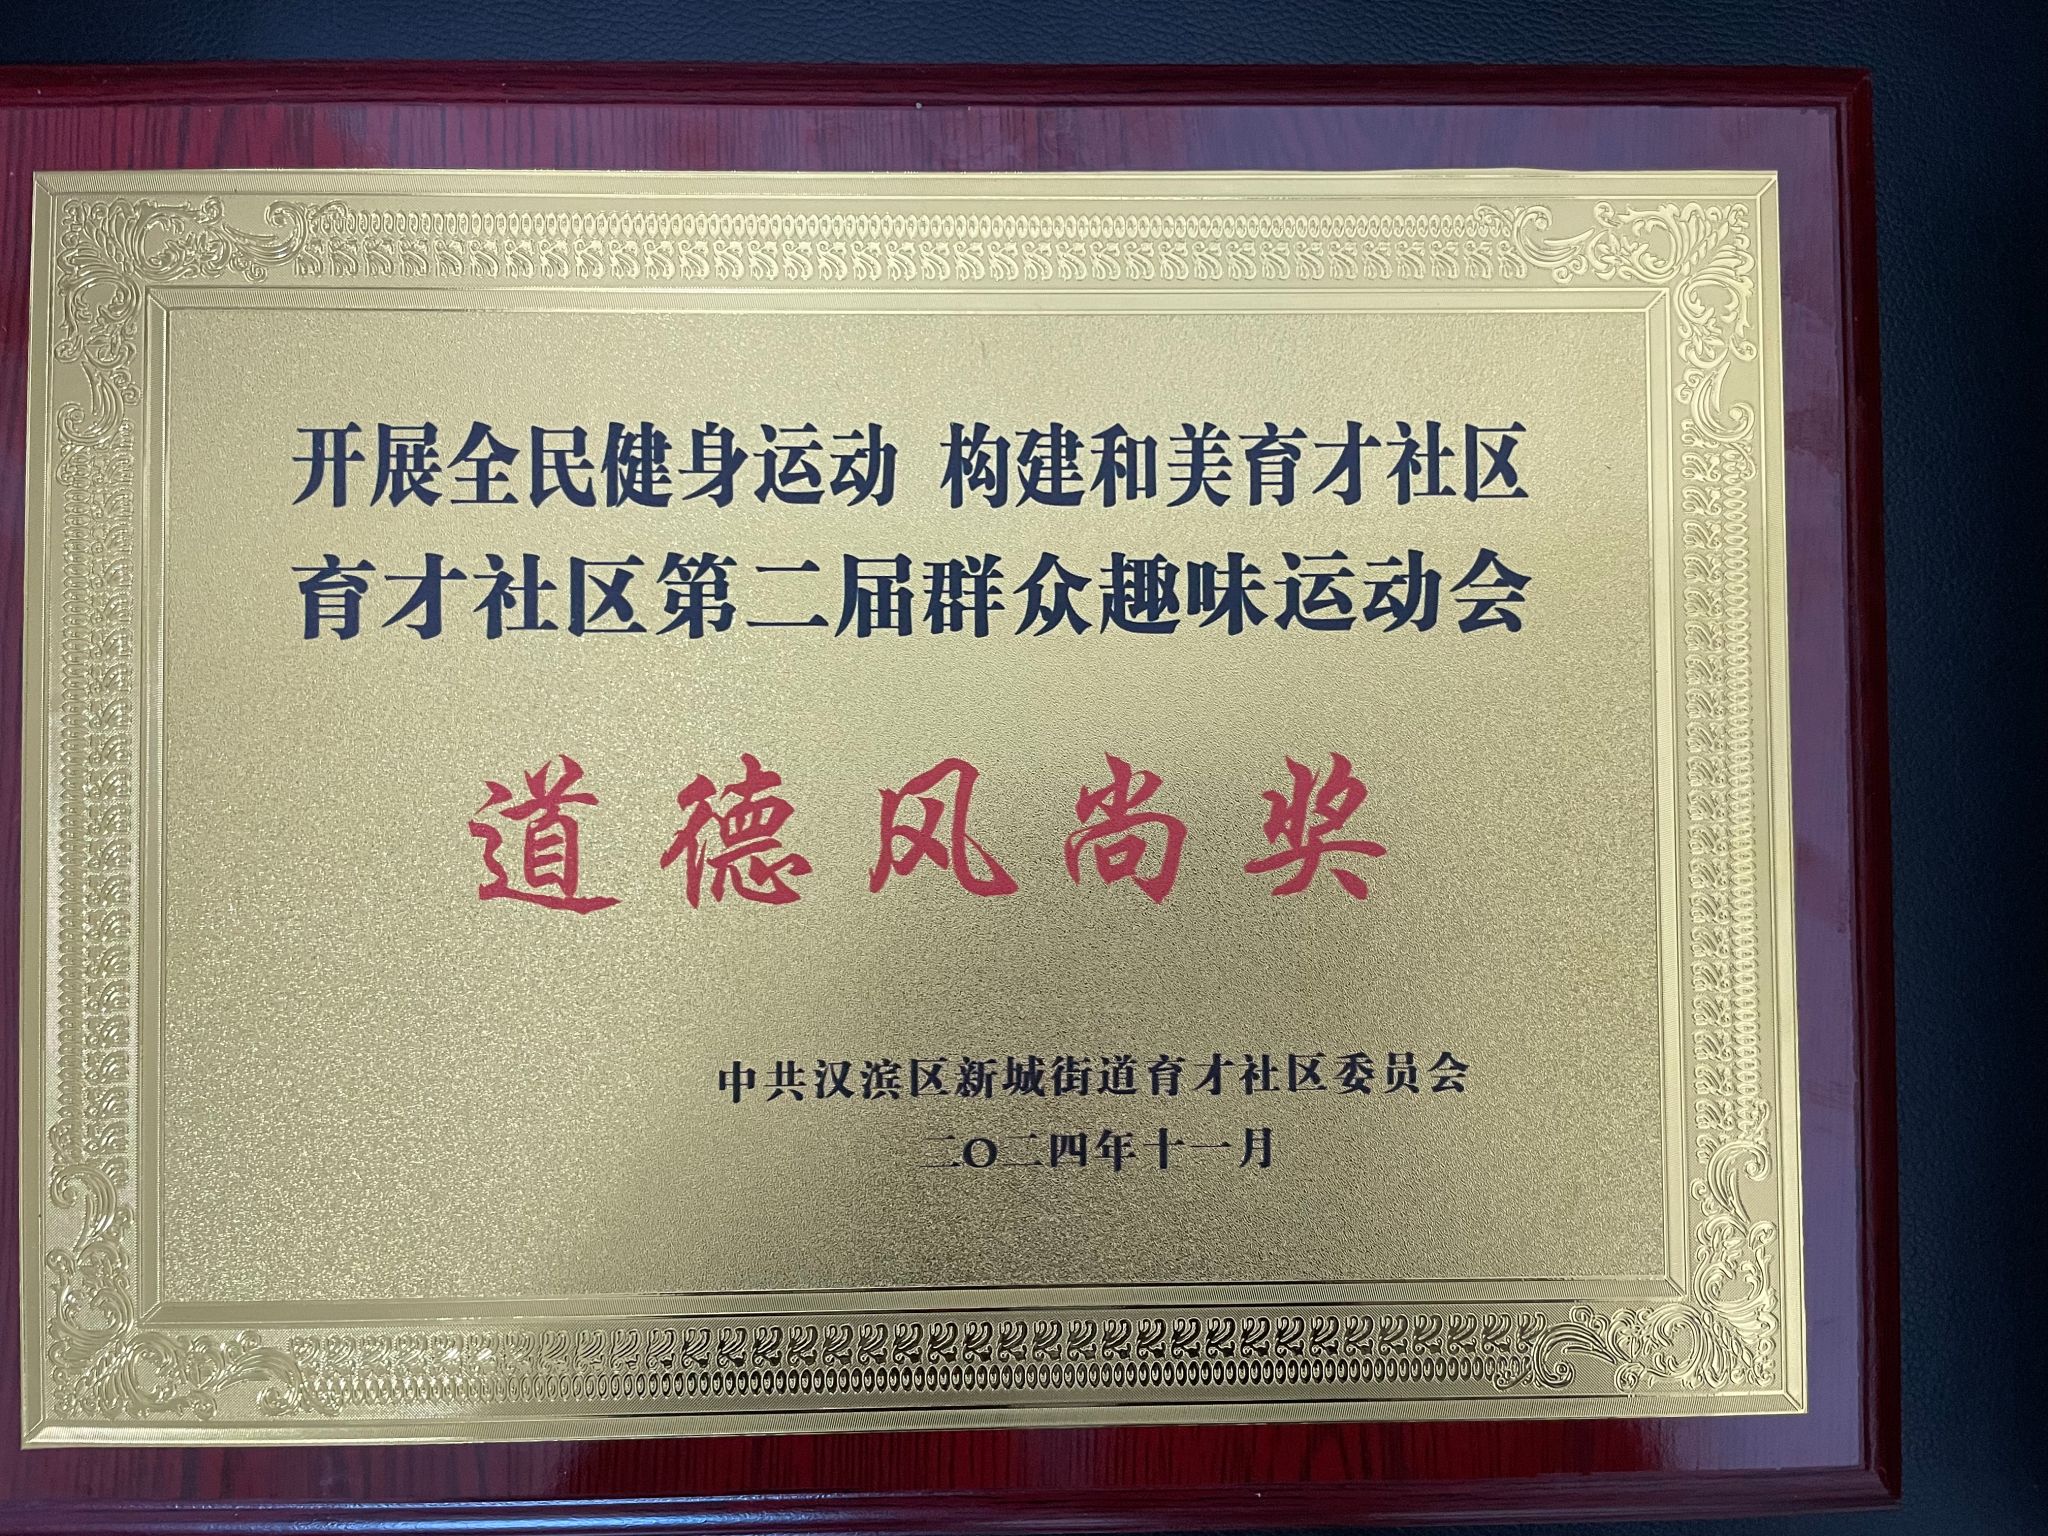 开展全民健身运动 构建和美育才社区
育才社区第二届群众趣味运动会
道德风尚奖
中共汉滨区新城街道育才社区委员会
二〇二四年十一月